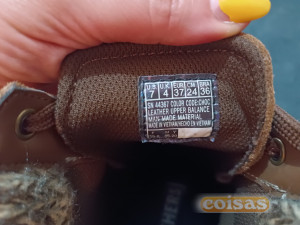 US UK EUR CM BRA
7 4 37 24 36
SN 44367 COLOR CODE:CHOC
LEATHER UPPER BALANCE
MAN-MADE MATERIAL
MADE IN VIETNAM/HECHO EN VIETNAM
coisas